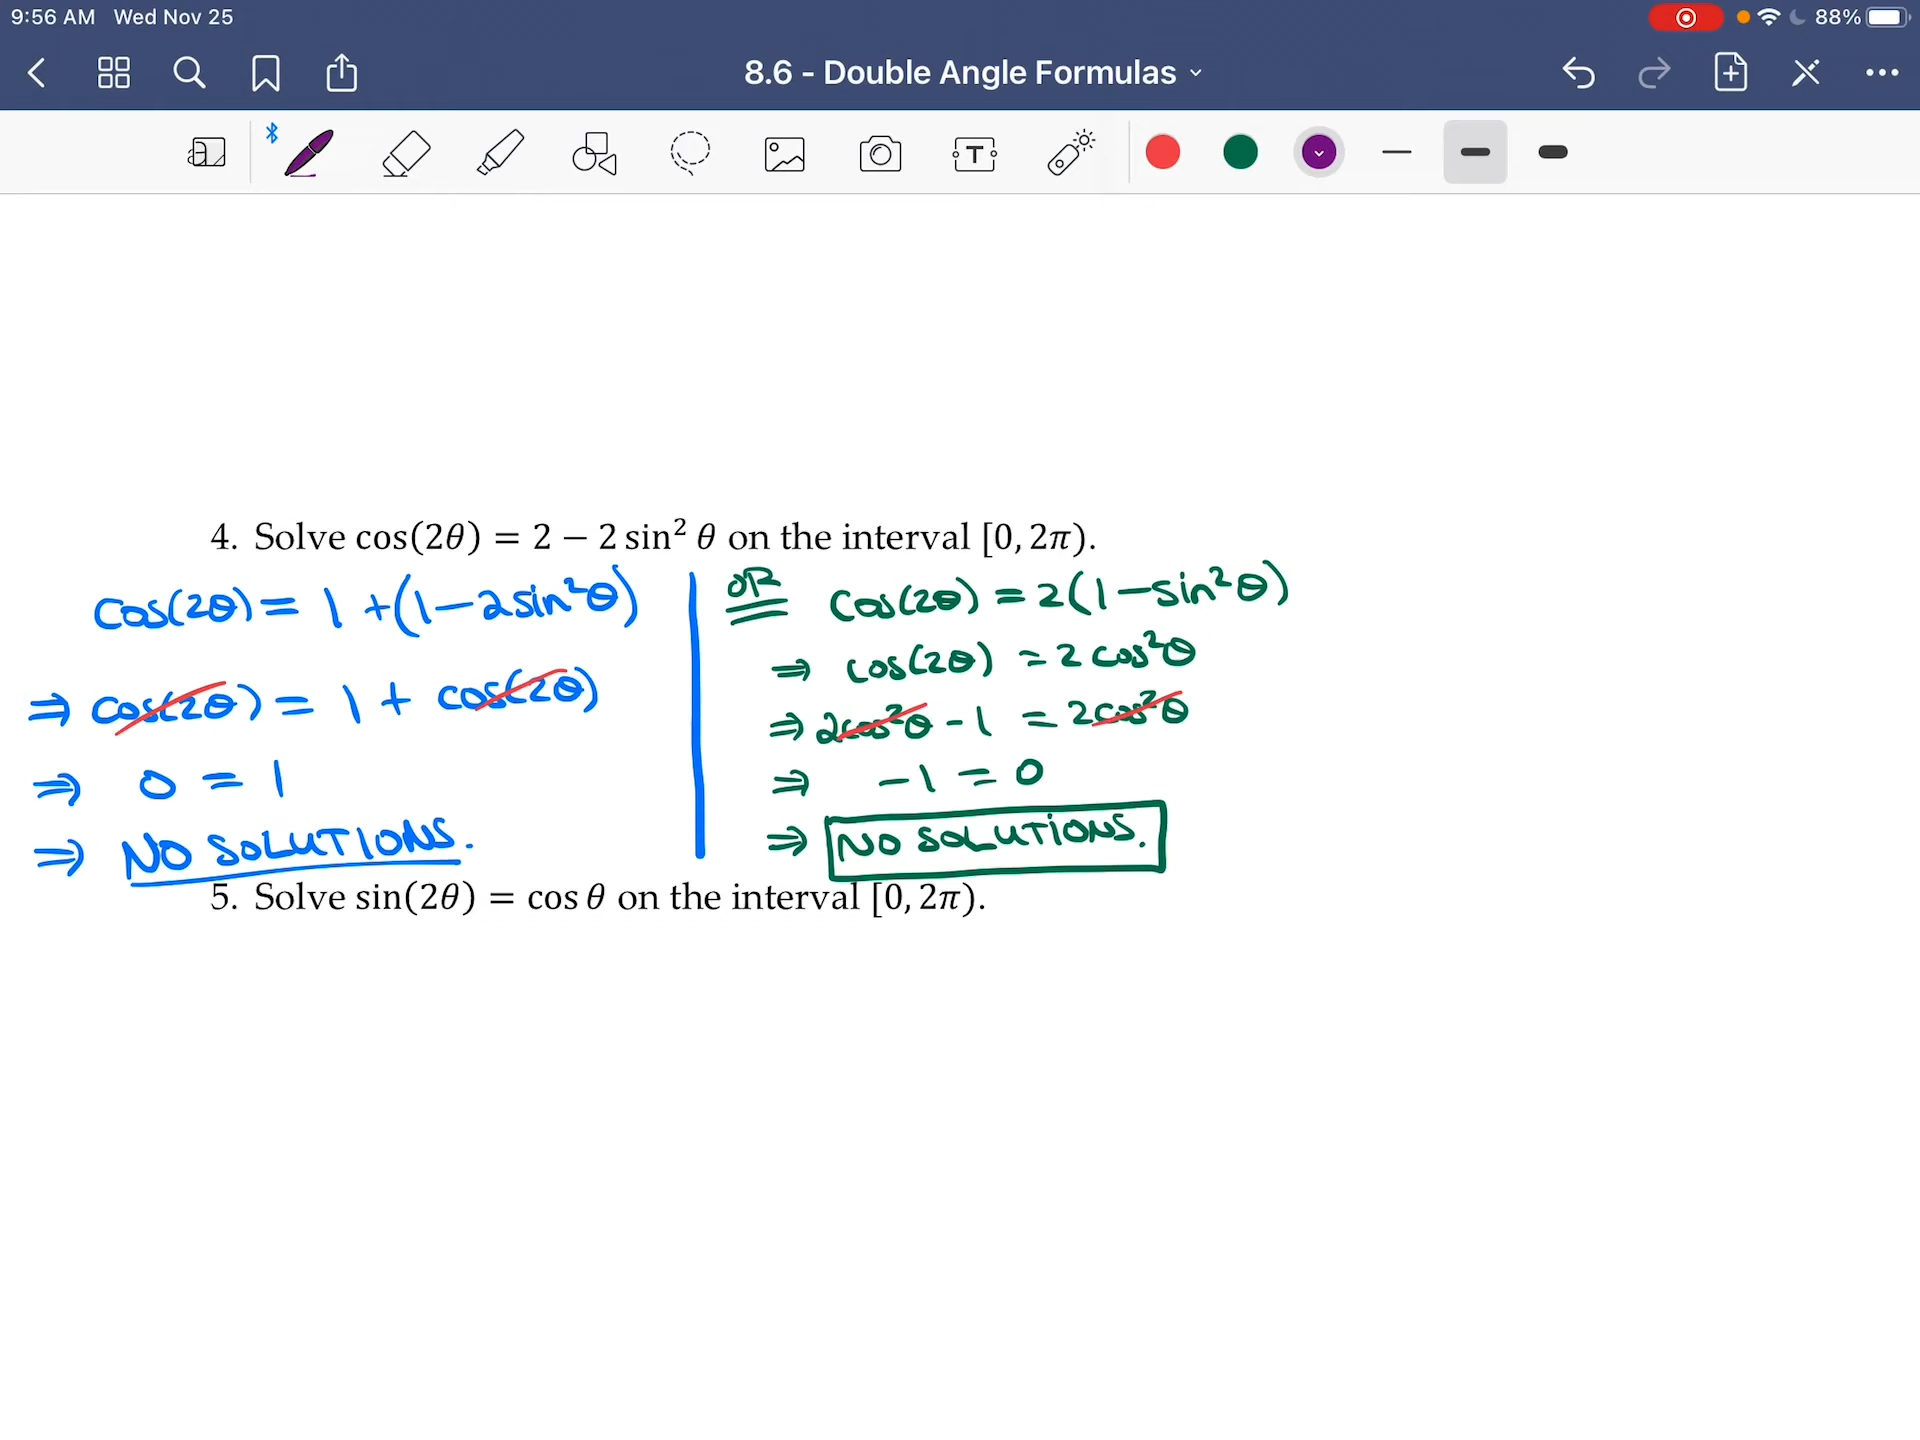 9:56 AM Wed Nov 25
88%
8.6 - Double Angle Formulas
a
T
4. Solve cos(2θ) = 2 − 2 sin² θ on the interval [0, 2π).
cos(2θ) = 1 + (1 − 2sin²θ)
⇒ cos(2θ) = 1 + cos(2θ)
⇒ 0 = 1
⇒ NO SOLUTIONS.
OR cos(2θ) = 2(1 − sin²θ)
⇒ cos(2θ) = 2cos²θ
⇒ 2cos²θ − 1 = 2cos²θ
⇒ −1 = 0
⇒ NO SOLUTIONS.
5. Solve sin(2θ) = cos θ on the interval [0, 2π).